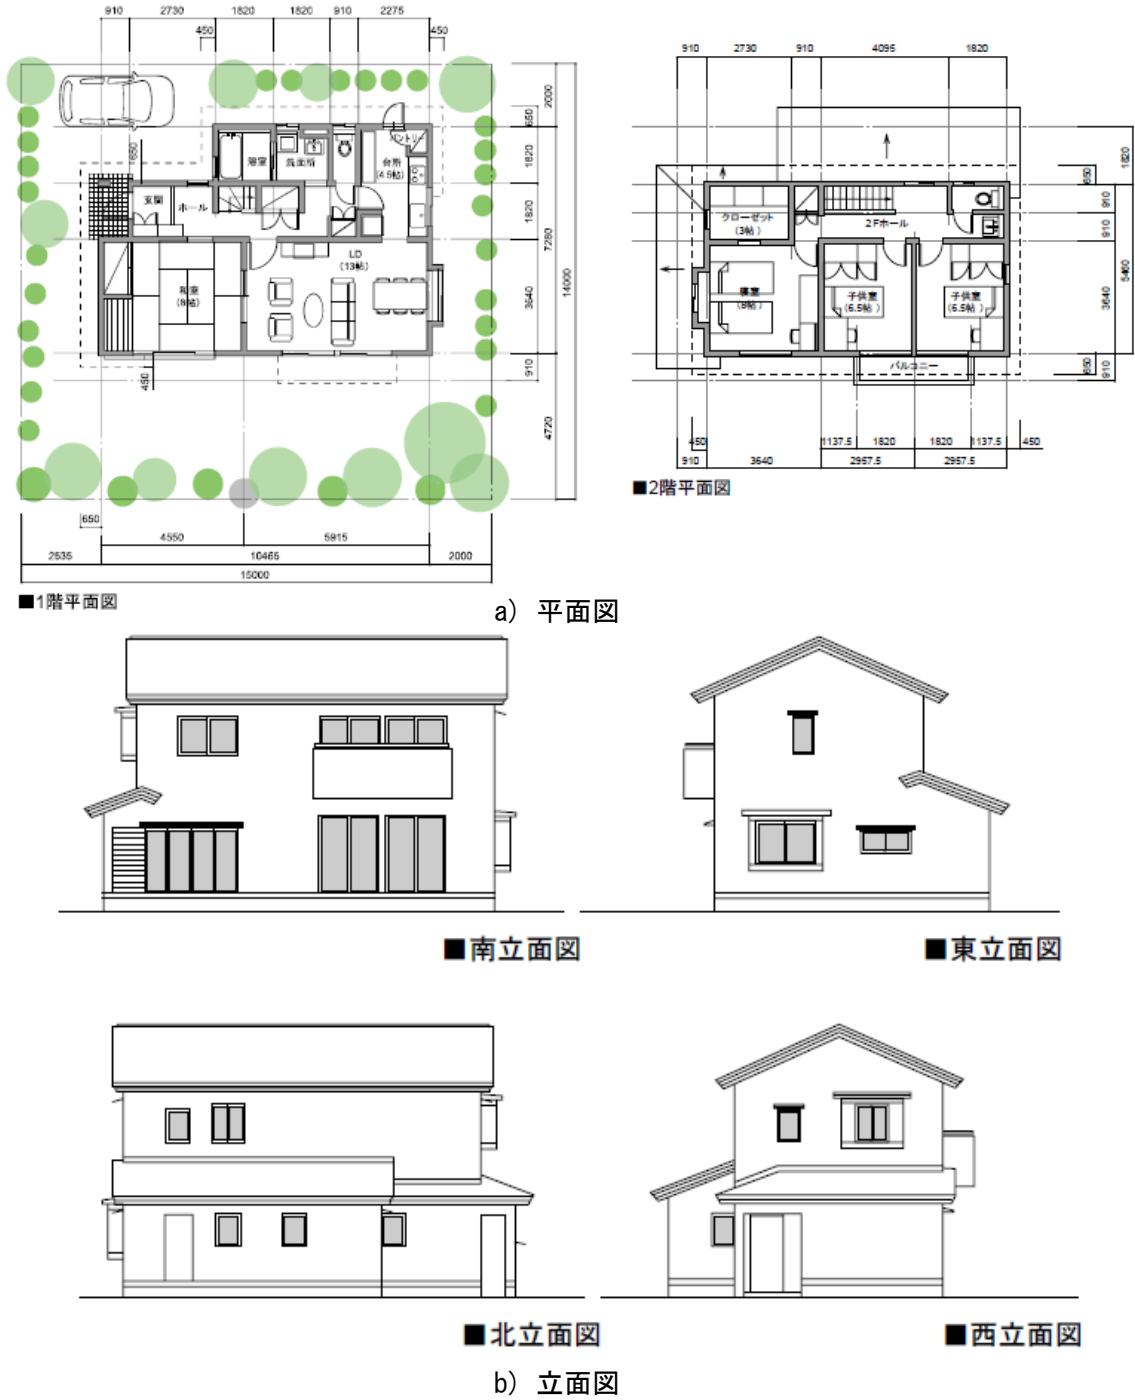 910 2730 1820 1820 910 2275
450 450
2000
650
1820
1820
7280
3640
14000
910
4720
650
浴室 洗面所 台所 (4.5帖) パントリー
玄関 ホール
LD (13帖)
和室 (8帖)
450
650
4550 5915
2535 10465 2000
15000
■1階平面図
910 2730 910 4095 1820
1820
650
910
910
5460
3640
650
910
クローゼット (3帖)
2Fホール
寝室 (8帖)
子供室 (6.5帖)
子供室 (6.5帖)
バルコニー
450 1137.5 1820 1820 1137.5 450
910 3640 2957.5 2957.5
■2階平面図
a) 平面図
■南立面図
■東立面図
■北立面図
■西立面図
b) 立面図